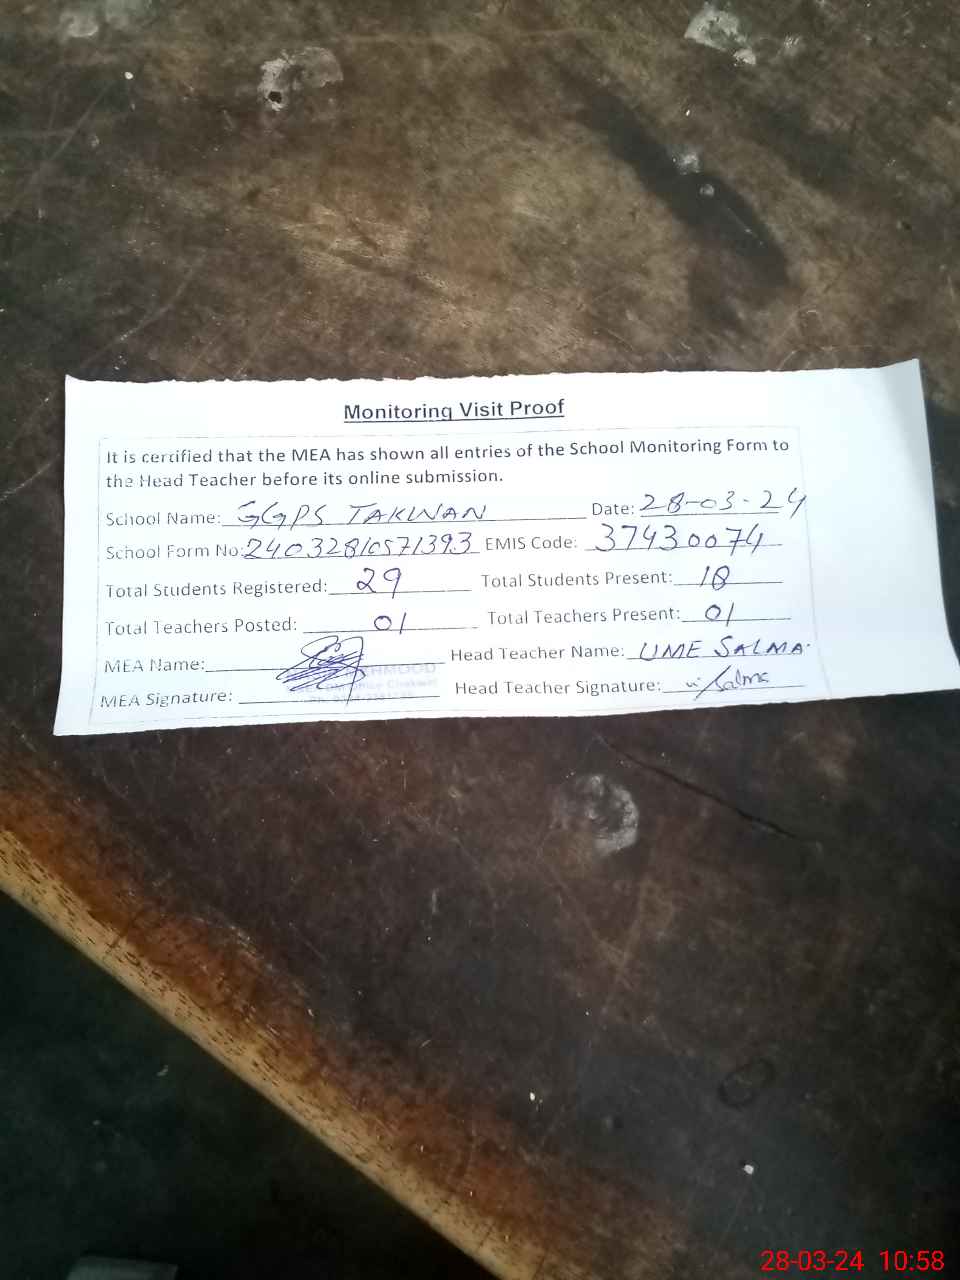 Monitoring Visit Proof
It is certified that the MEA has shown all entries of the School Monitoring Form to
the Head Teacher before its online submission.
School Name: GGPS TAKWAN Date: 28-03-24
School Form No: 24032810571393 EMIS Code: 37430074
Total Students Registered: 29 Total Students Present: 18
Total Teachers Posted: 01 Total Teachers Present: 01
MEA Name: Head Teacher Name: UME SALMA.
MEA Signature: Head Teacher Signature: Salma
28-03-24 10:58